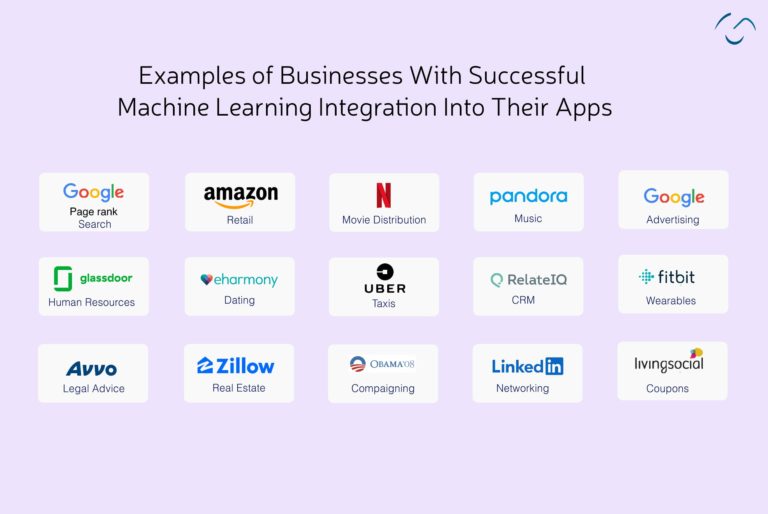 Examples of Businesses With Successful
Machine Learning Integration Into Their Apps
Google
Page rank
Search
amazon
Retail
N
Movie Distribution
pandora
Music
Google
Advertising
glassdoor
Human Resources
eharmony
Dating
UBER
Taxis
RelateIQ
CRM
fitbit
Wearables
Avvo
Legal Advice
Zillow
Real Estate
OBAMA'08
Compaigning
Linked in
Networking
livingsocial
Coupons